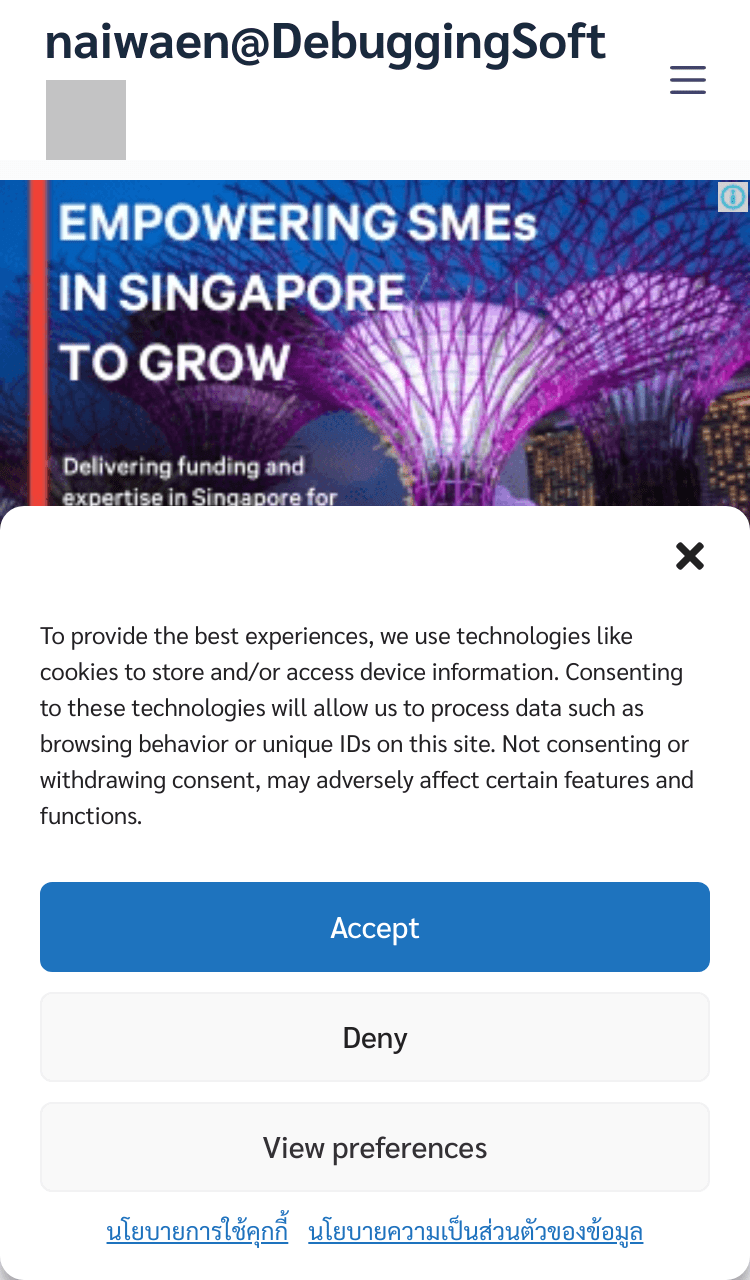 naiwaen@DebuggingSoft
EMPOWERING SMEs
IN SINGAPORE
TO GROW
Delivering funding and
expertise in Singapore for
To provide the best experiences, we use technologies like
cookies to store and/or access device information. Consenting
to these technologies will allow us to process data such as
browsing behavior or unique IDs on this site. Not consenting or
withdrawing consent, may adversely affect certain features and
functions.
Accept
Deny
View preferences
นโยบายการใช้คุกกี้ นโยบายความเป็นส่วนตัวของข้อมูล